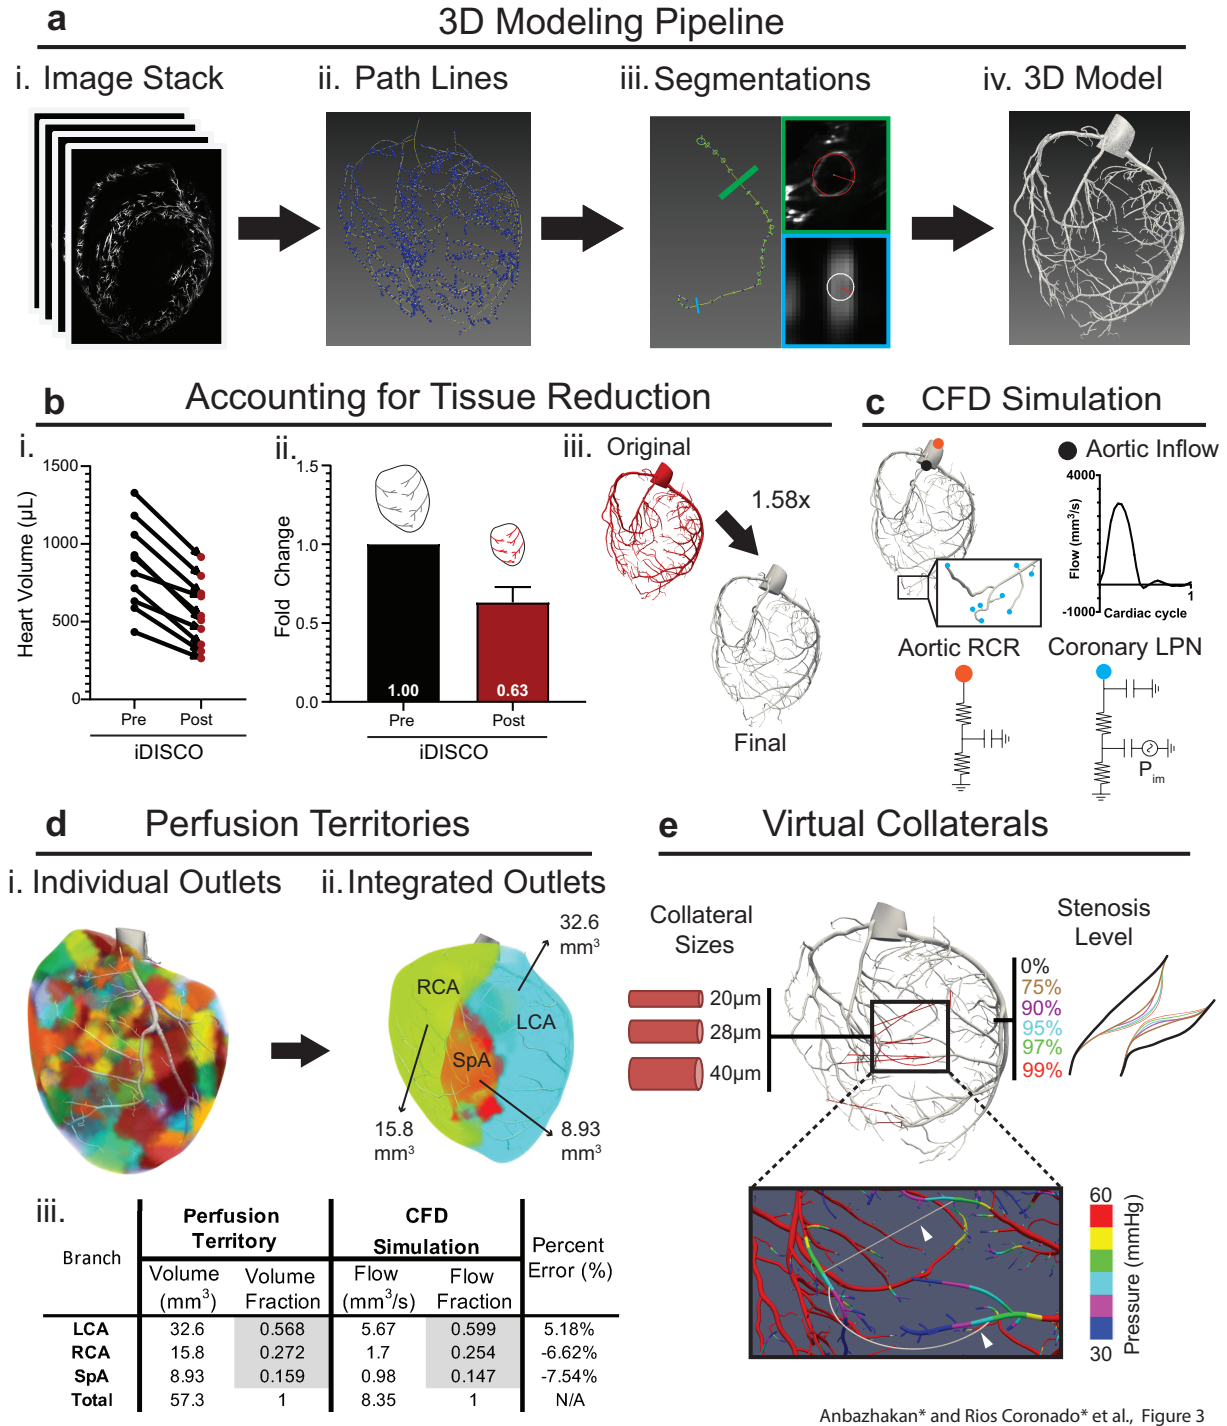 a 3D Modeling Pipeline
i. Image Stack
ii. Path Lines
iii. Segmentations
iv. 3D Model
b Accounting for Tissue Reduction
i.
Heart Volume (µL)
1500
1000
500
0
Pre Post
iDISCO
ii.
Fold Change
1.5
1.0
0.5
0.0
1.00
0.63
Pre Post
iDISCO
iii. Original
1.58x
Final
c CFD Simulation
Aortic Inflow
4000
Flow (mm³/s)
-1000
Cardiac cycle
1
Aortic RCR
Coronary LPN
Pim
d Perfusion Territories
i. Individual Outlets
ii. Integrated Outlets
32.6
mm³
RCA
LCA
SpA
15.8
mm³
8.93
mm³
iii.
Branch
Perfusion
Territory
CFD
Simulation
Percent
Error (%)
Volume
(mm³)
Volume
Fraction
Flow
(mm³/s)
Flow
Fraction
LCA 32.6 0.568 5.67 0.599 5.18%
RCA 15.8 0.272 1.7 0.254 -6.62%
SpA 8.93 0.159 0.98 0.147 -7.54%
Total 57.3 1 8.35 1 N/A
e Virtual Collaterals
Collateral
Sizes
20µm
28µm
40µm
Stenosis
Level
0%
75%
90%
95%
97%
99%
60
Pressure (mmHg)
30
Anbazhakan* and Rios Coronado* et al., Figure 3